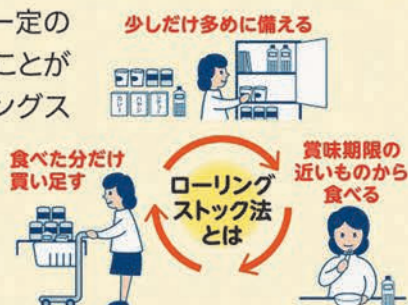 一定の
ことが
ングス
少しだけ多めに備える
賞味期限の
近いものから
食べる
食べた分だけ
買い足す
ローリング
ストック法
とは